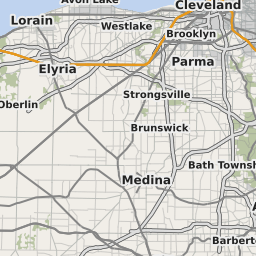 Avon Lake
Cleveland
Lorain
Westlake
Brooklyn
Elyria
Parma
Strongsville
Oberlin
Brunswick
Bath Townsh
Medina
A
Barberto